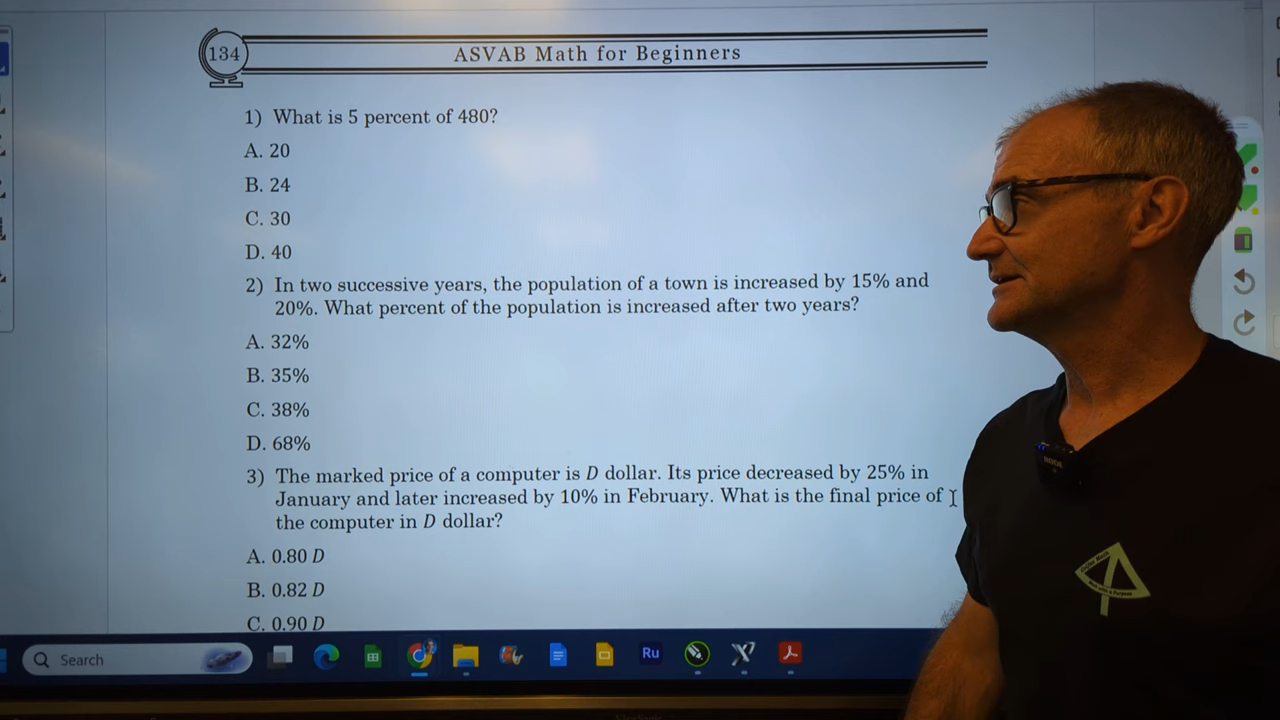 134
ASVAB Math for Beginners
1) What is 5 percent of 480?
A. 20
B. 24
C. 30
D. 40
2) In two successive years, the population of a town is increased by 15% and
20%. What percent of the population is increased after two years?
A. 32%
B. 35%
C. 38%
D. 68%
3) The marked price of a computer is D dollar. Its price decreased by 25% in
January and later increased by 10% in February. What is the final price of
the computer in D dollar?
A. 0.80 D
B. 0.82 D
C. 0.90 D
Search
Ru